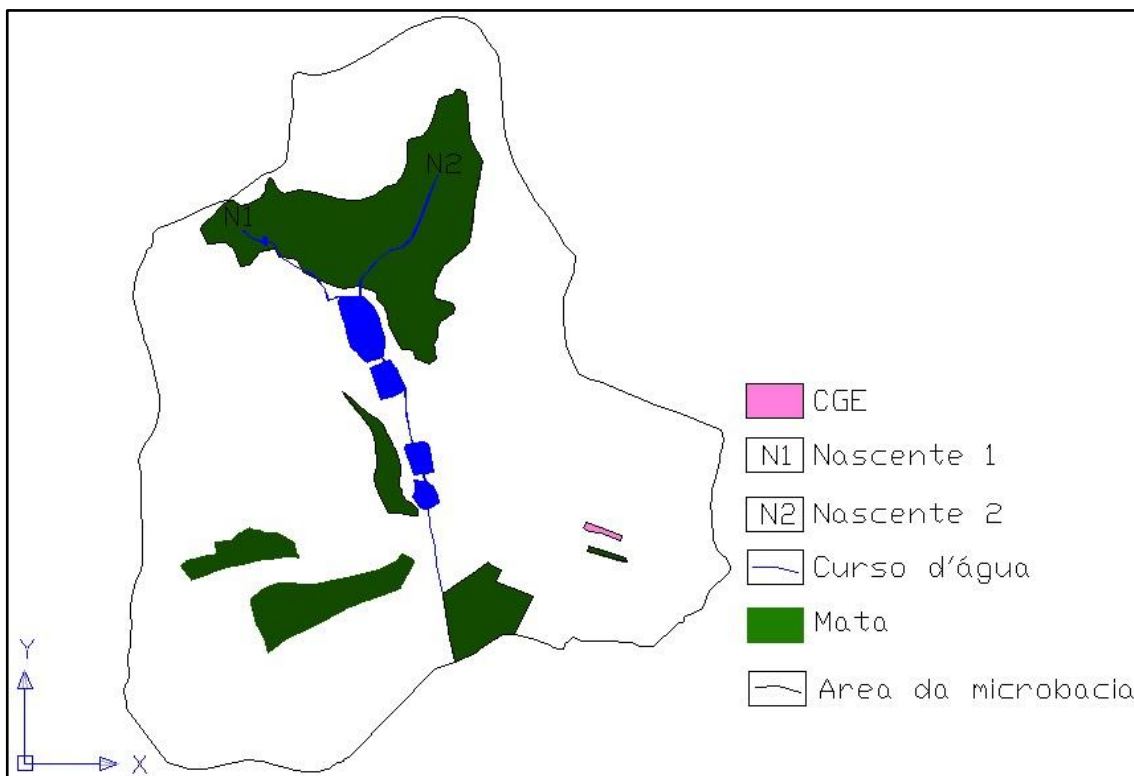 N2
N1
CGE
N1 Nascente 1
N2 Nascente 2
Curso d'água
Mata
Area da microbacia
Y
X